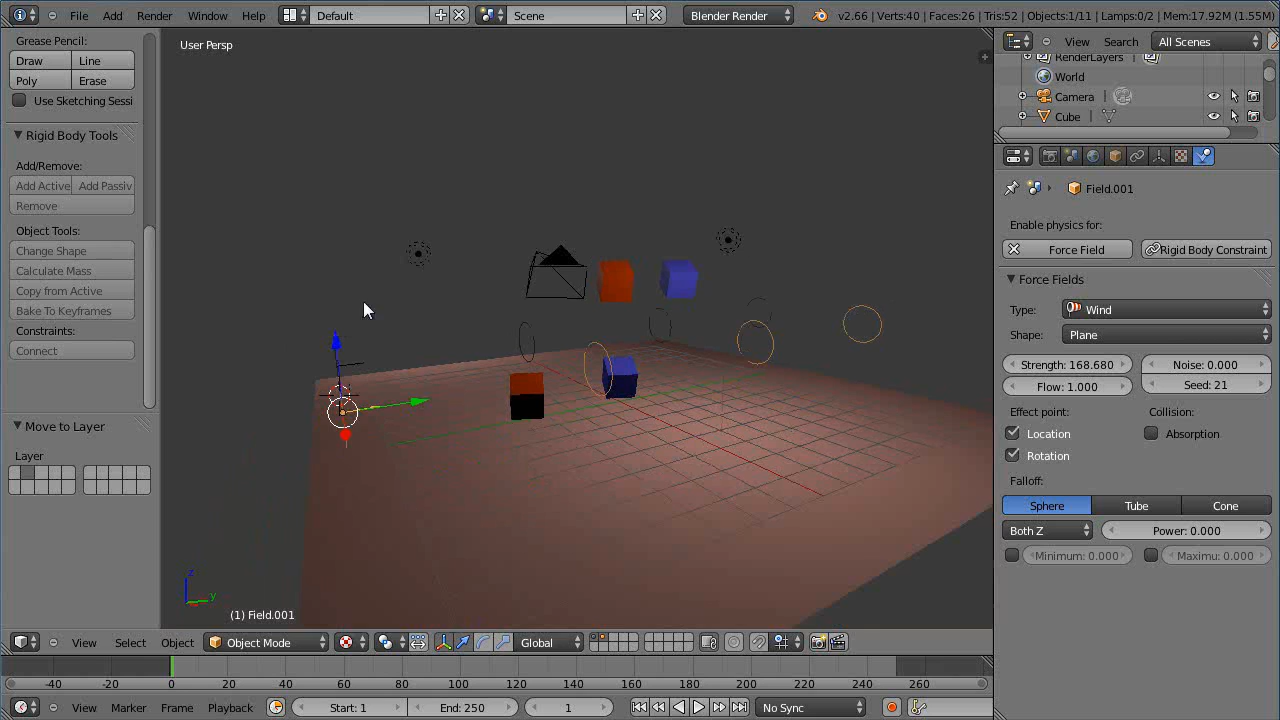 File Add Render Window Help Default Scene Blender Render v2.66 | Verts:40 | Faces:26 | Tris:52 | Objects:1/11 | Lamps:0/2 | Mem:17.92M (1.55M)
Grease Pencil:
Draw Line
Poly Erase
Use Sketching Sessi
Rigid Body Tools
Add/Remove:
Add Active Add Passiv
Remove
Object Tools:
Change Shape
Calculate Mass
Copy from Active
Bake To Keyframes
Constraints:
Connect
Move to Layer
Layer
User Persp
z
y
(1) Field.001
View Search All Scenes
RenderLayers
World
Camera
Cube
Field.001
Enable physics for:
Force Field Rigid Body Constraint
Force Fields
Type: Wind
Shape: Plane
Strength: 168.680 Noise: 0.000
Flow: 1.000 Seed: 21
Effect point: Collision:
Location Absorption
Rotation
Falloff:
Sphere Tube Cone
Both Z Power: 0.000
Minimum: 0.000 Maximu: 0.000
View Select Object Object Mode Global
-40 -20 0 20 40 60 80 100 120 140 160 180 200 220 240 260
View Marker Frame Playback Start: 1 End: 250 1 No Sync